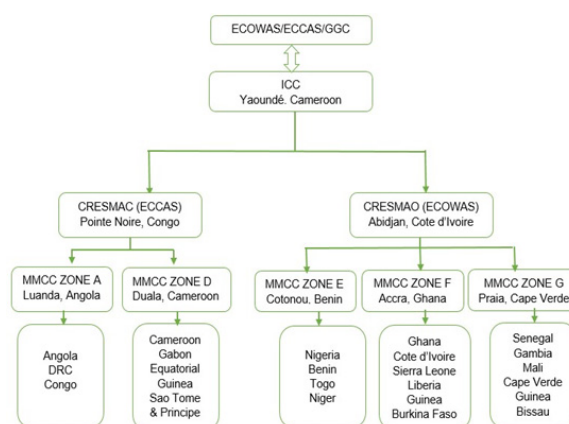 ECOWAS/ECCAS/GGC
ICC
Yaoundé. Cameroon
CRESMAC (ECCAS)
Pointe Noire, Congo
CRESMAO (ECOWAS)
Abidjan, Cote d'Ivoire
MMCC ZONE A
Luanda, Angola
MMCC ZONE D
Duala, Cameroon
MMCC ZONE E
Cotonou, Benin
MMCC ZONE F
Accra, Ghana
MMCC ZONE G
Praia, Cape Verde
Angola
DRC
Congo
Cameroon
Gabon
Equatorial
Guinea
Sao Tome
& Principe
Nigeria
Benin
Togo
Niger
Ghana
Cote d'Ivoire
Sierra Leone
Liberia
Guinea
Burkina Faso
Senegal
Gambia
Mali
Cape Verde
Guinea
Bissau